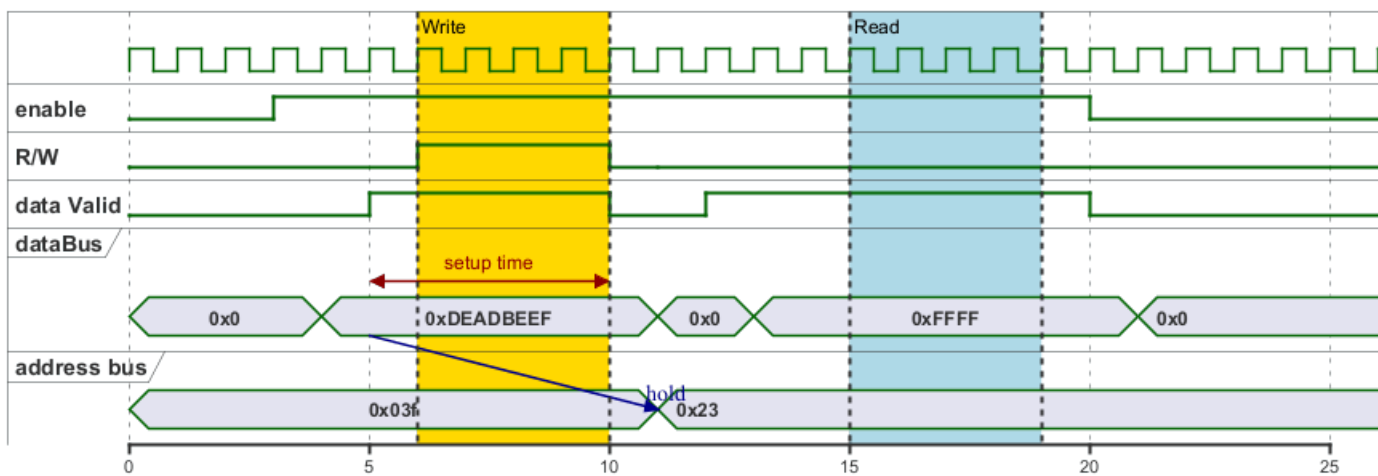 Write
Read
enable
R/W
data Valid
dataBus
setup time
0x0
0xDEADBEEF
0x0
0xFFFF
0x0
address bus
hold
0x03f
0x23
0
5
10
15
20
25